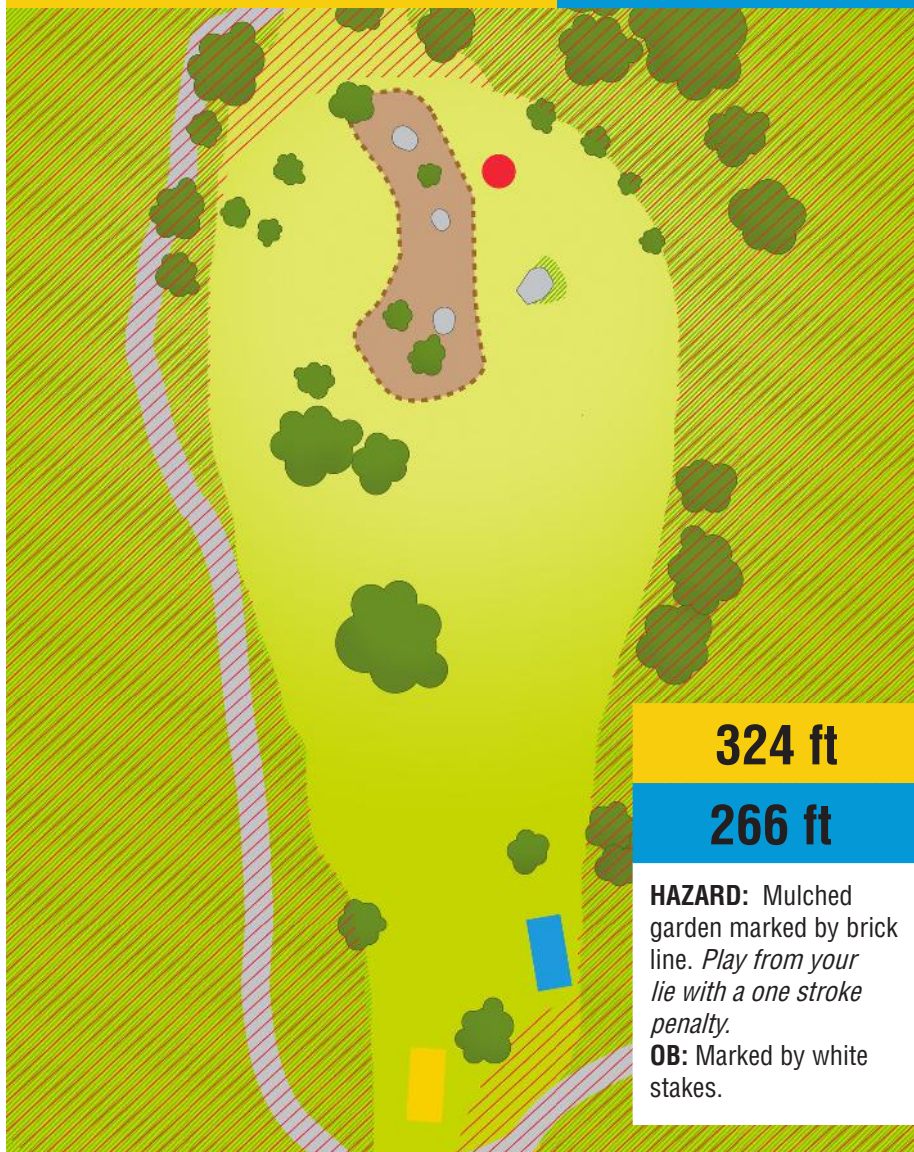 324 ft
266 ft
HAZARD: Mulched
garden marked by brick
line. Play from your
lie with a one stroke
penalty.
OB: Marked by white
stakes.